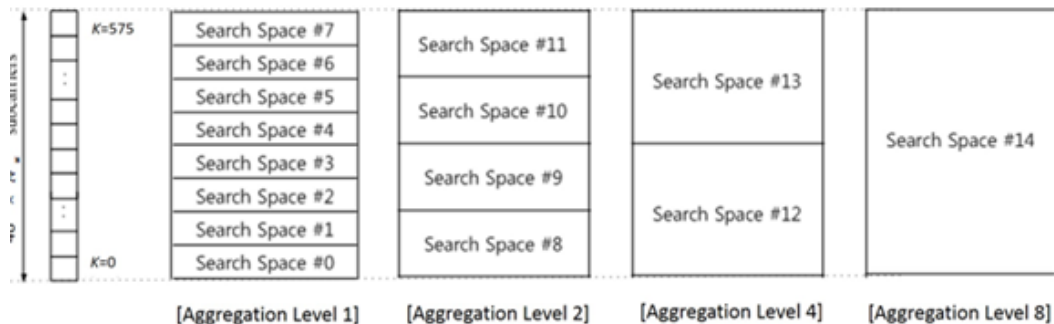 K=575
:
:
K=0
subcarriers
Search Space #7
Search Space #6
Search Space #5
Search Space #4
Search Space #3
Search Space #2
Search Space #1
Search Space #0
[Aggregation Level 1]
Search Space #11
Search Space #10
Search Space #9
Search Space #8
[Aggregation Level 2]
Search Space #13
Search Space #12
[Aggregation Level 4]
Search Space #14
[Aggregation Level 8]